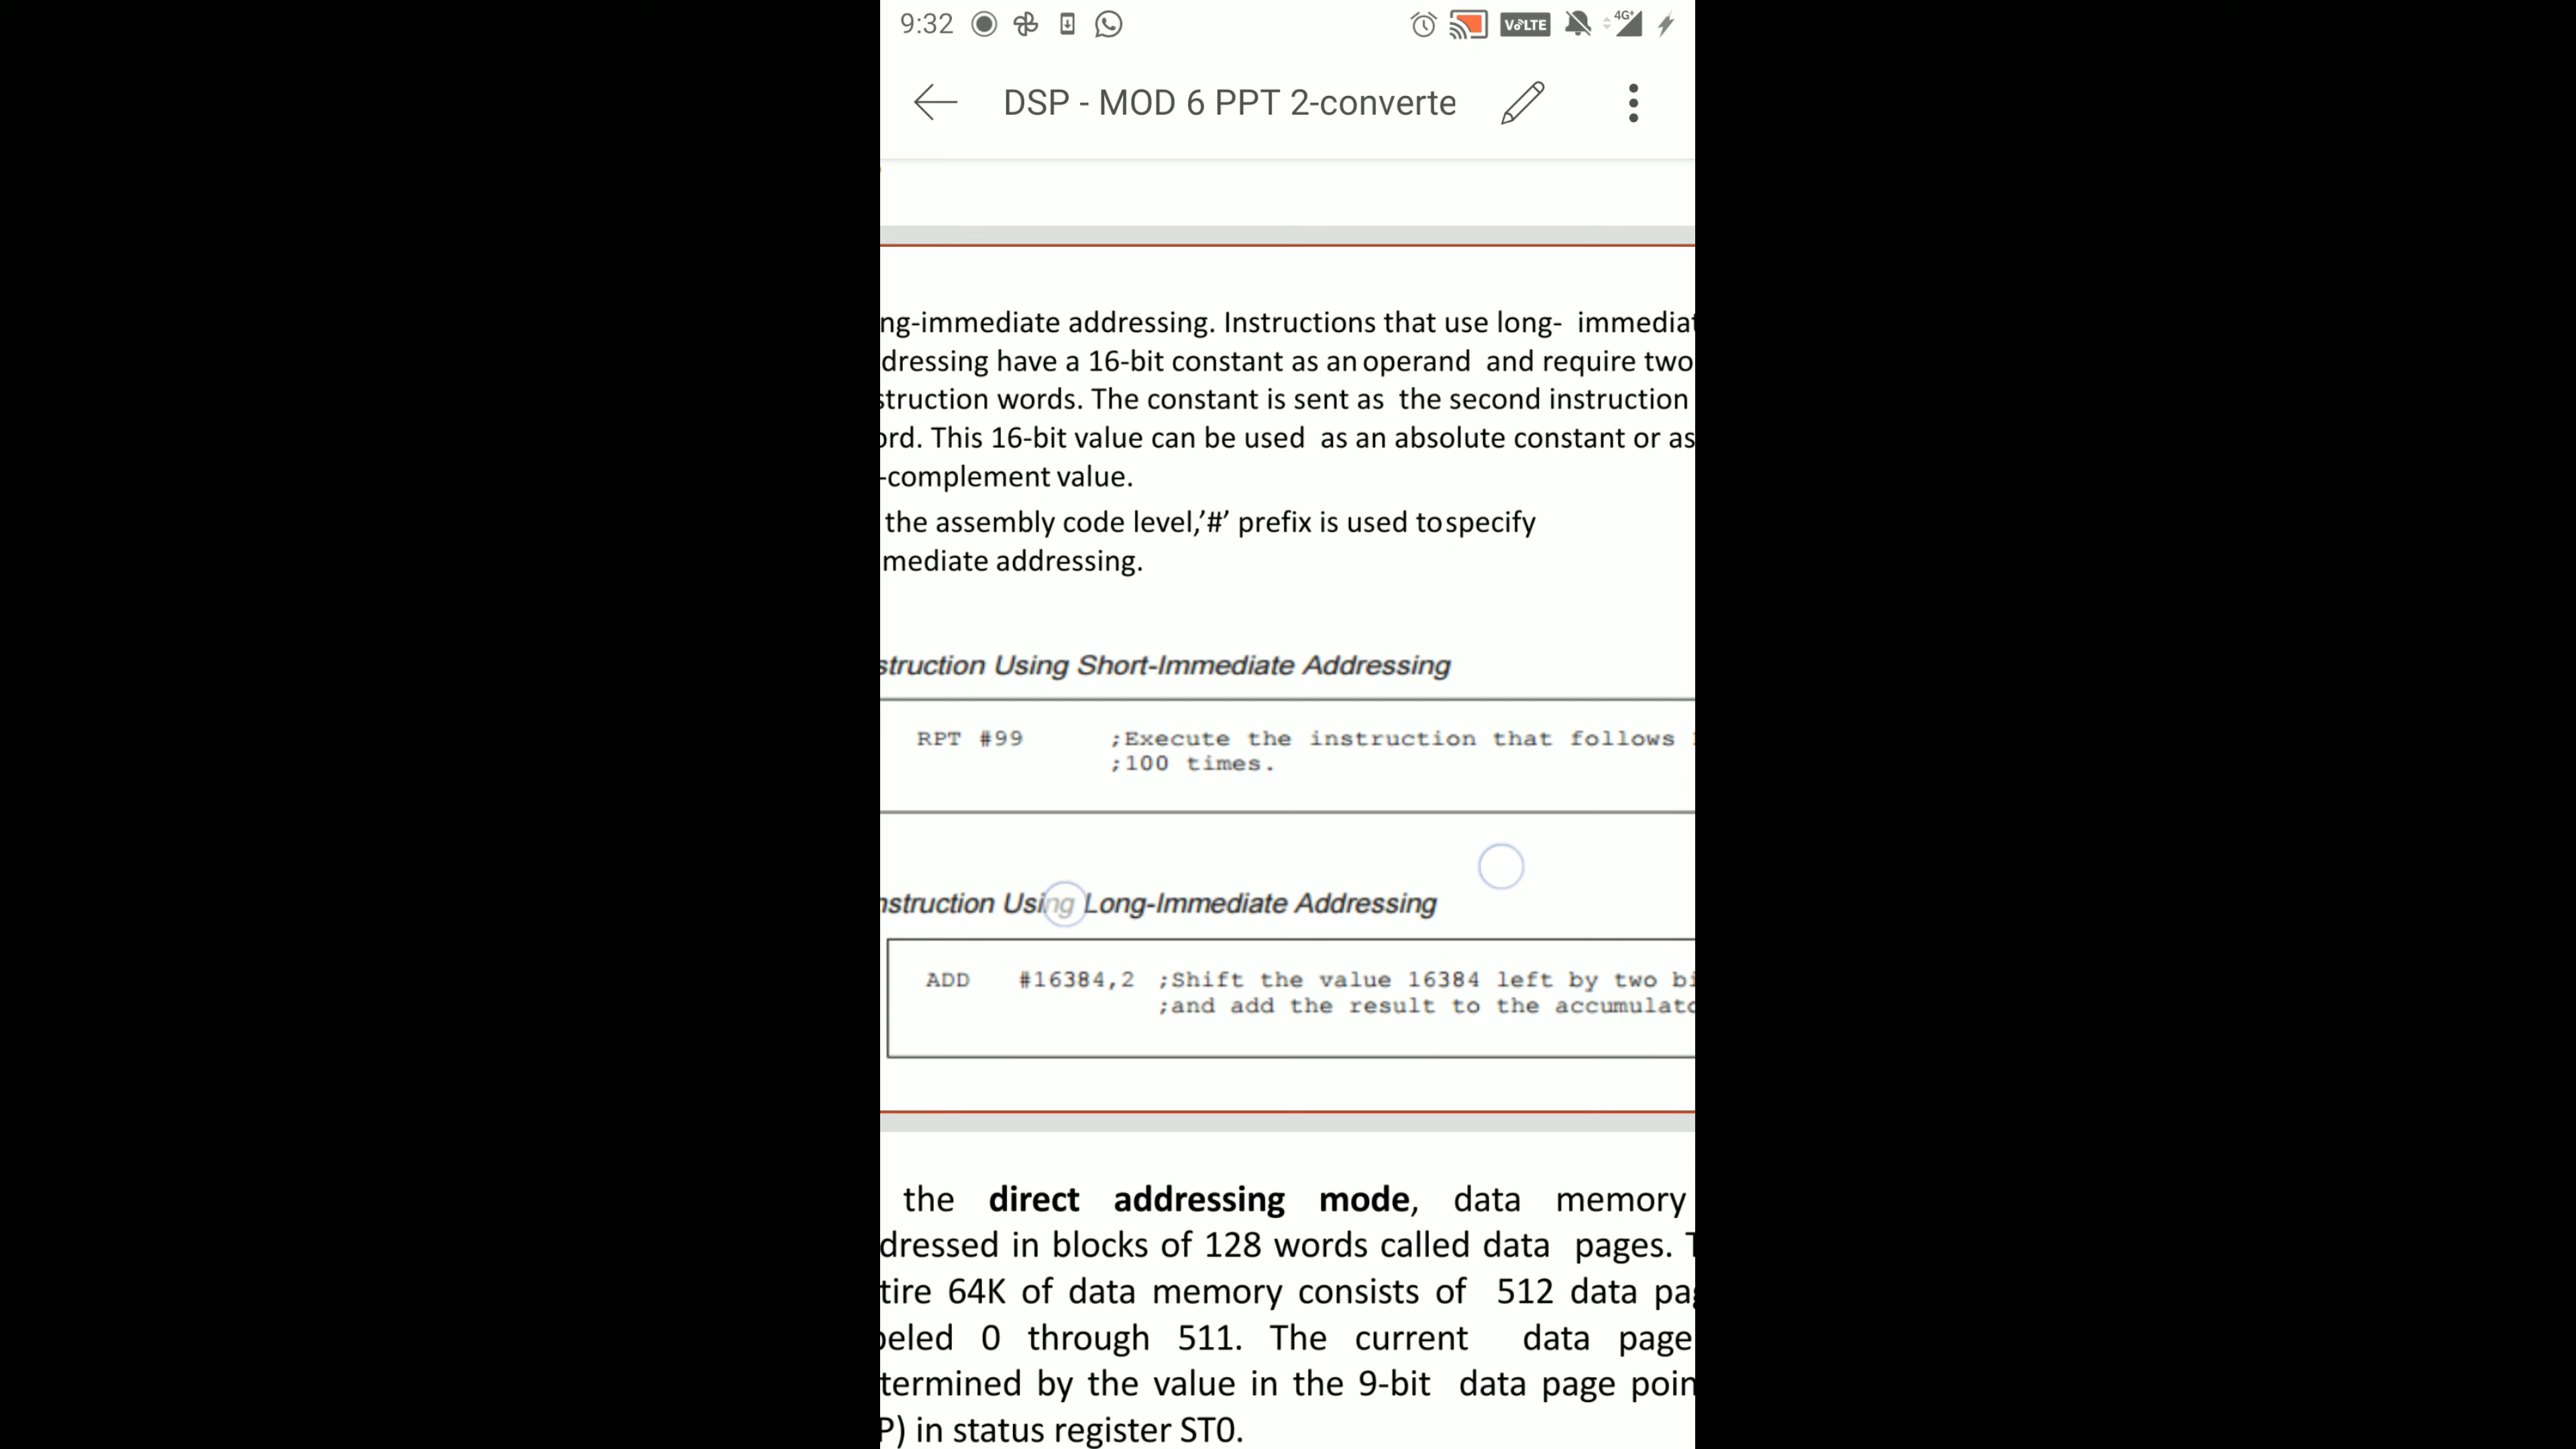 9:32 VoLTE 4G+
DSP - MOD 6 PPT 2-converte
ng-immediate addressing. Instructions that use long- immediat
dressing have a 16-bit constant as an operand and require two
struction words. The constant is sent as the second instruction
ord. This 16-bit value can be used as an absolute constant or as
-complement value.
the assembly code level,’#’ prefix is used to specify
mediate addressing.
struction Using Short-Immediate Addressing
RPT #99 ;Execute the instruction that follows
;100 times.
nstruction Using Long-Immediate Addressing
ADD #16384,2 ;Shift the value 16384 left by two bi
;and add the result to the accumulato
the direct addressing mode, data memory
dressed in blocks of 128 words called data pages. T
tire 64K of data memory consists of 512 data pag
beled 0 through 511. The current data page
termined by the value in the 9-bit data page poin
P) in status register ST0.